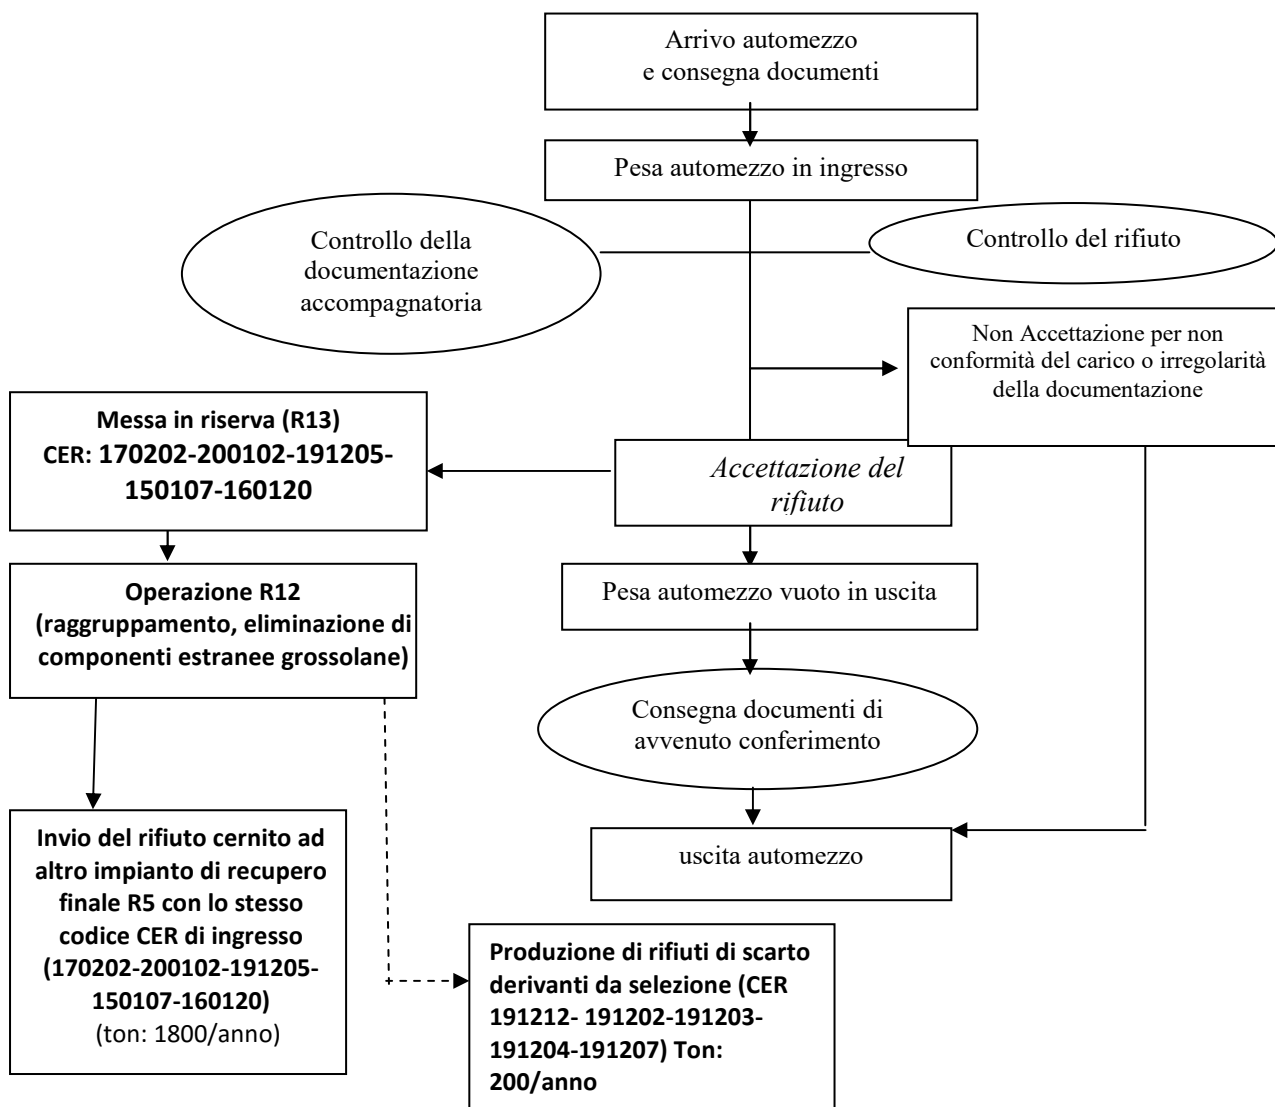 Arrivo automezzo
e consegna documenti
Pesa automezzo in ingresso
Controllo della
documentazione
accompagnatoria
Controllo del rifiuto
Non Accettazione per non
conformità del carico o irregolarità
della documentazione
Messa in riserva (R13)
CER: 170202-200102-191205-
150107-160120
Accettazione del
rifiuto
Operazione R12
(raggruppamento, eliminazione di
componenti estranee grossolane)
Pesa automezzo vuoto in uscita
Consegna documenti di
avvenuto conferimento
uscita automezzo
Invio del rifiuto cernito ad
altro impianto di recupero
finale R5 con lo stesso
codice CER di ingresso
(170202-200102-191205-
150107-160120)
(ton: 1800/anno)
Produzione di rifiuti di scarto
derivanti da selezione (CER
191212- 191202-191203-
191204-191207) Ton:
200/anno